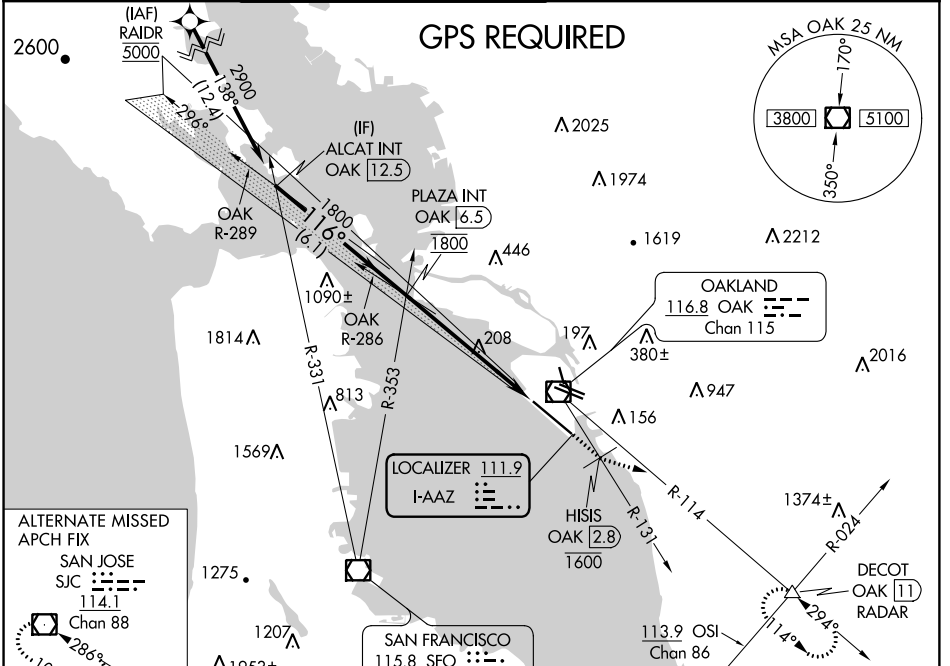 GPS REQUIRED
(IAF)
RAIDR
5000
2600
2900
138°
(12.4)
296°
MSA OAK 25 NM
170°
3800
5100
350°
(IF)
ALCAT INT
OAK 12.5
2025
1974
PLAZA INT
OAK 6.5
1800
OAK
R-289
1800
116°
(6.1)
446
1619
2212
1090±
OAK
R-286
OAKLAND
116.8 OAK
Chan 115
1814
208
197
380±
2016
R-331
R-353
813
947
156
1569
LOCALIZER 111.9
I-AAZ
HISIS
OAK 2.8
1600
R-131
R-114
1374±
R-024
ALTERNATE MISSED
APCH FIX
SAN JOSE
SJC
114.1
Chan 88
286°
1275
DECOT
OAK 11
RADAR
294°
114°
1207
SAN FRANCISCO
115.8 SFO
113.9 OSI
Chan 86